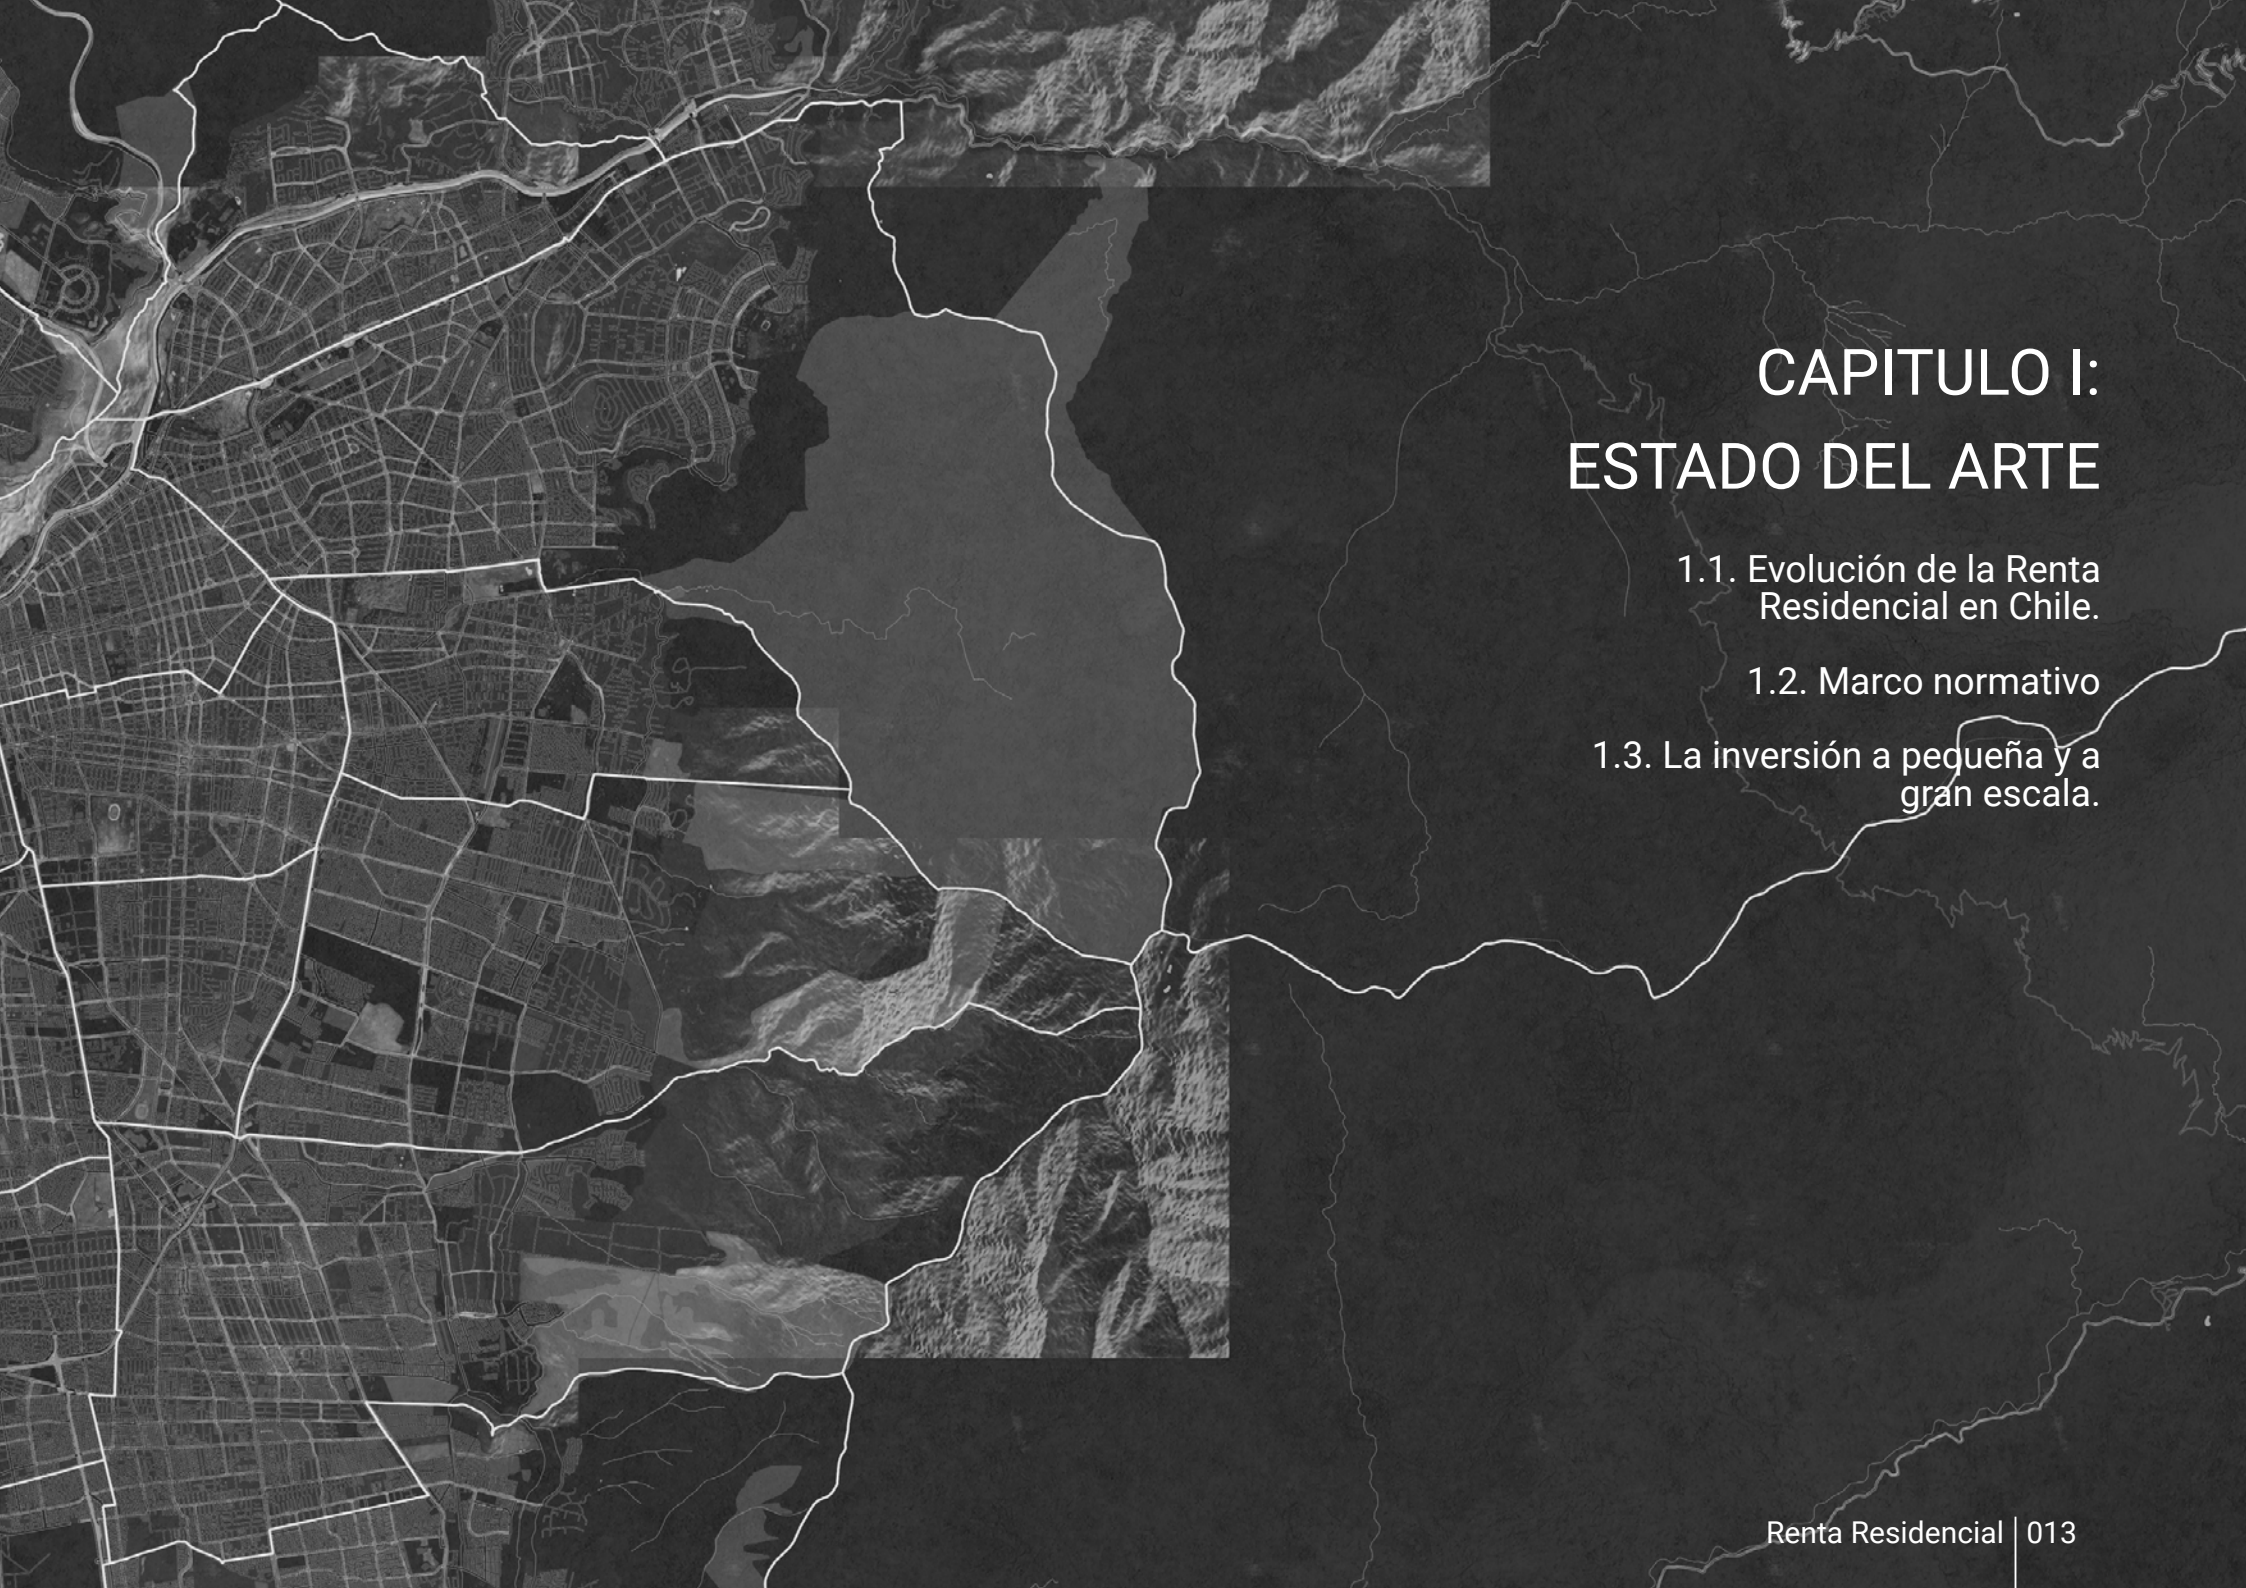 CAPITULO I:
ESTADO DEL ARTE
1.1. Evolución de la Renta
Residencial en Chile.
1.2. Marco normativo
1.3. La inversión a pequeña y a
gran escala.
Renta Residencial | 013